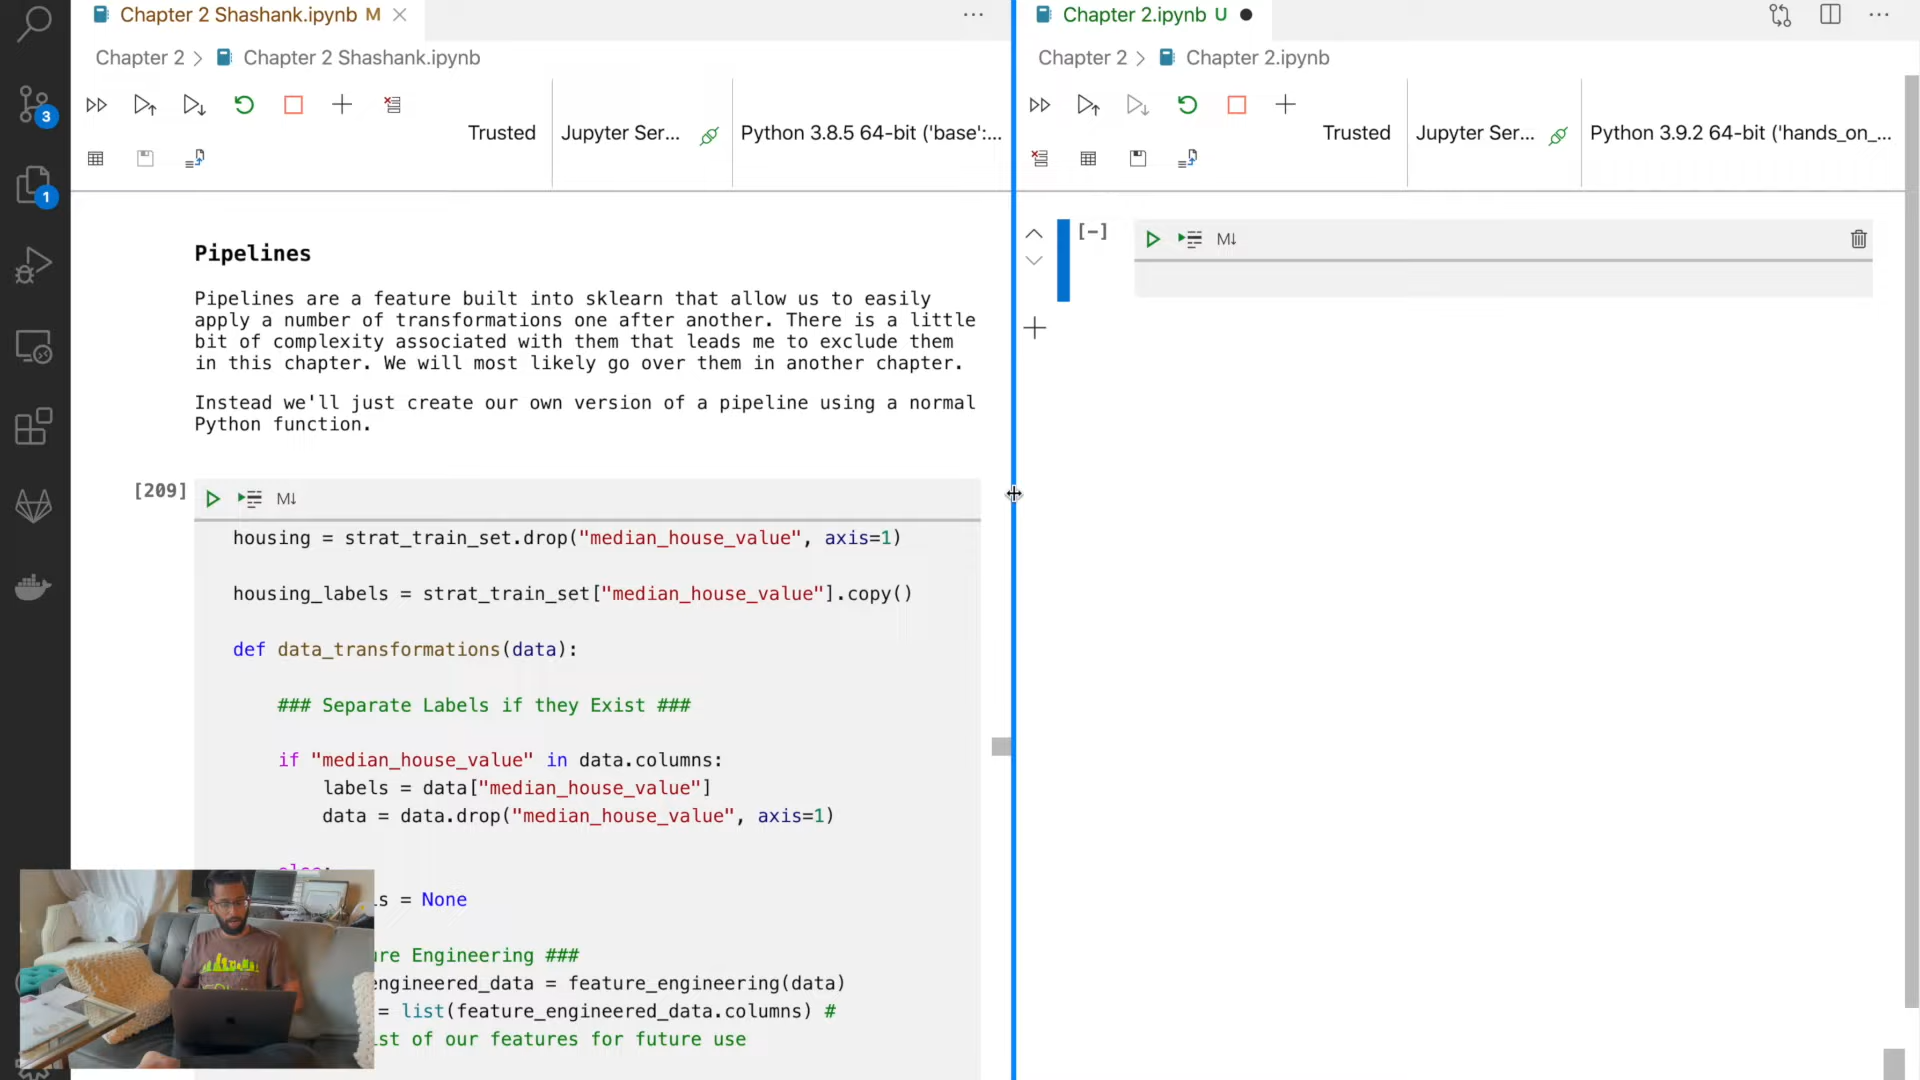 Chapter 2 Shashank.ipynb M
Chapter 2.ipynb U
Chapter 2 > Chapter 2 Shashank.ipynb
Chapter 2 > Chapter 2.ipynb
3
1
Trusted
Jupyter Ser...
Python 3.8.5 64-bit ('base':...
Trusted
Jupyter Ser...
Python 3.9.2 64-bit ('hands_on_...
[-]
M↓
Pipelines
Pipelines are a feature built into sklearn that allow us to easily
apply a number of transformations one after another. There is a little
bit of complexity associated with them that leads me to exclude them
in this chapter. We will most likely go over them in another chapter.
Instead we'll just create our own version of a pipeline using a normal
Python function.
[209]
M↓
housing = strat_train_set.drop("median_house_value", axis=1)
housing_labels = strat_train_set["median_house_value"].copy()
def data_transformations(data):
### Separate Labels if they Exist ###
if "median_house_value" in data.columns:
labels = data["median_house_value"]
data = data.drop("median_house_value", axis=1)
else:
s = None
re Engineering ###
ngineered_data = feature_engineering(data)
= list(feature_engineered_data.columns) #
st of our features for future use